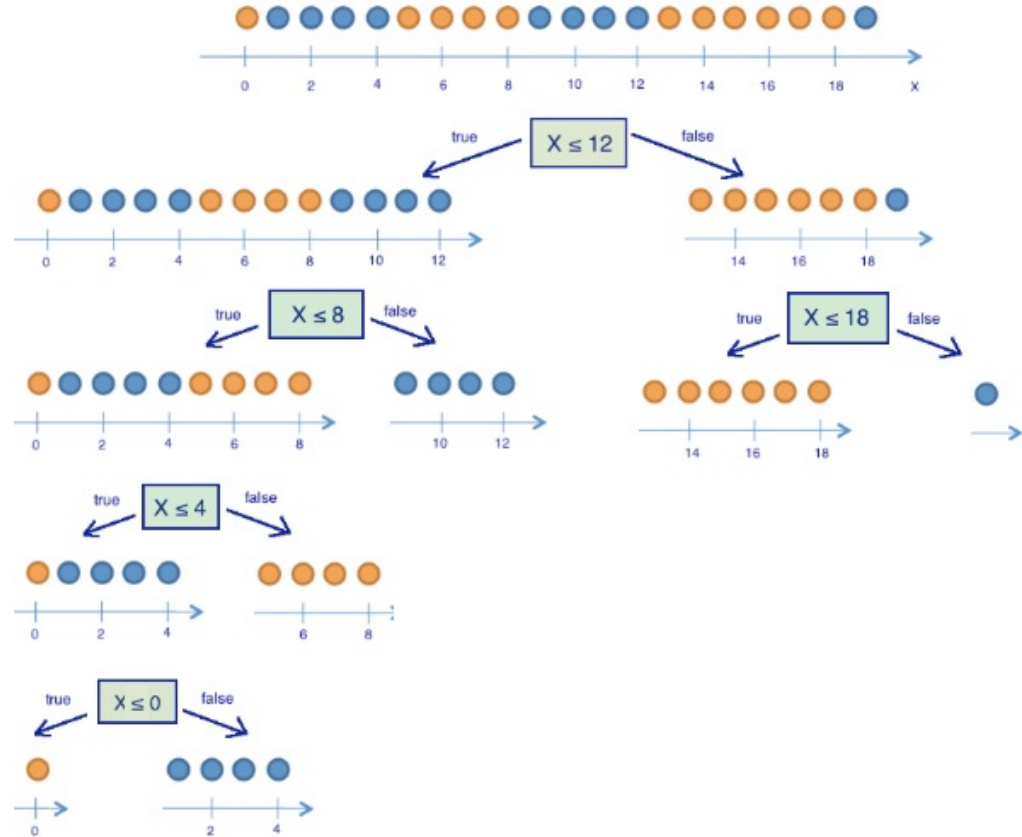 0 2 4 6 8 10 12 14 16 18 X
true X ≤ 12 false
0 2 4 6 8 10 12
14 16 18
true X ≤ 8 false
true X ≤ 18 false
0 2 4 6 8
10 12
14 16 18
true X ≤ 4 false
0 2 4
6 8
true X ≤ 0 false
0
2 4